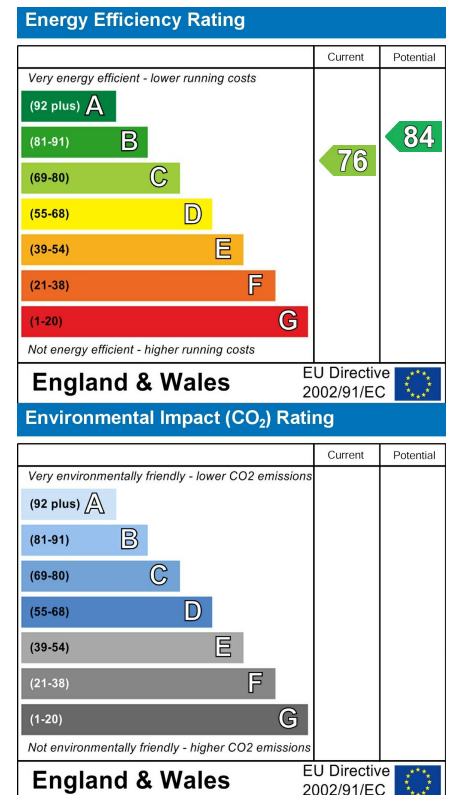 Energy Efficiency Rating
Current Potential
Very energy efficient - lower running costs
(92 plus) A
(81-91) B
(69-80) C
(55-68) D
(39-54) E
(21-38) F
(1-20) G
76
84
Not energy efficient - higher running costs
England & Wales
EU Directive
2002/91/EC
Environmental Impact (CO₂) Rating
Current Potential
Very environmentally friendly - lower CO2 emissions
(92 plus) A
(81-91) B
(69-80) C
(55-68) D
(39-54) E
(21-38) F
(1-20) G
Not environmentally friendly - higher CO2 emissions
England & Wales
EU Directive
2002/91/EC